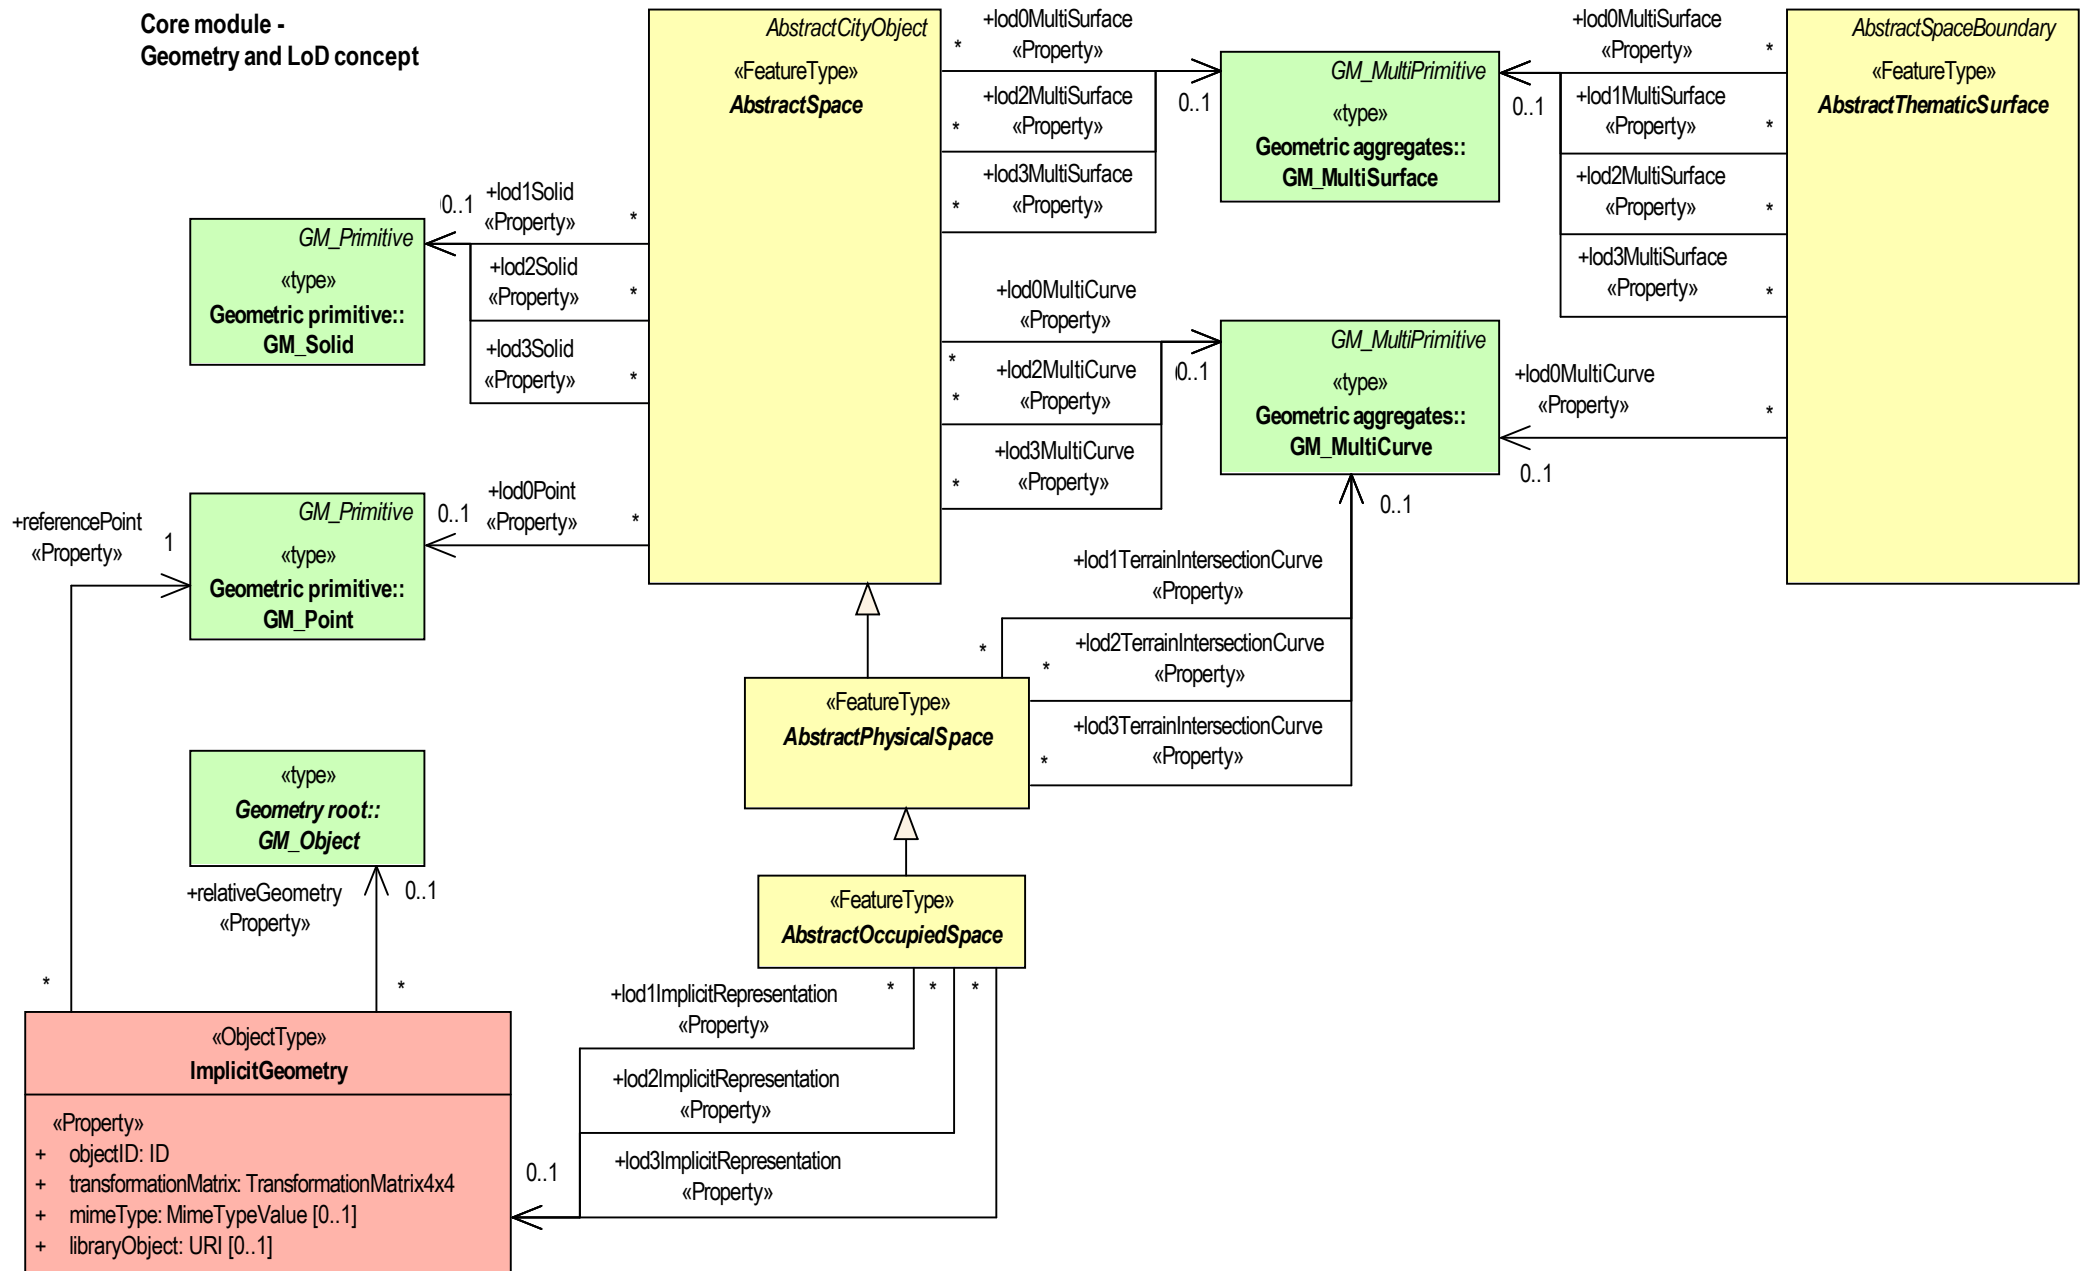 Core module -
Geometry and LoD concept
AbstractCityObject
«FeatureType»
AbstractSpace
+lod0MultiSurface
«Property»
*
+lod2MultiSurface
«Property»
*
+lod3MultiSurface
«Property»
*
0..1
GM_MultiPrimitive
«type»
Geometric aggregates::
GM_MultiSurface
+lod0MultiSurface
«Property»
*
0..1
+lod1MultiSurface
«Property»
*
+lod2MultiSurface
«Property»
*
+lod3MultiSurface
«Property»
*
AbstractSpaceBoundary
«FeatureType»
AbstractThematicSurface
0..1
+lod1Solid
«Property»
*
+lod2Solid
«Property»
*
+lod3Solid
«Property»
*
GM_Primitive
«type»
Geometric primitive::
GM_Solid
+lod0MultiCurve
«Property»
*
+lod2MultiCurve
«Property»
*
+lod3MultiCurve
«Property»
*
0..1
GM_MultiPrimitive
«type»
Geometric aggregates::
GM_MultiCurve
+lod0MultiCurve
«Property»
*
0..1
0..1
+lod0Point
«Property»
*
0..1
GM_Primitive
«type»
Geometric primitive::
GM_Point
+referencePoint
«Property»
1
*
+lod1TerrainIntersectionCurve
«Property»
*
+lod2TerrainIntersectionCurve
«Property»
*
+lod3TerrainIntersectionCurve
«Property»
*
«FeatureType»
AbstractPhysicalSpace
«type»
Geometry root::
GM_Object
+relativeGeometry
«Property»
0..1
*
«FeatureType»
AbstractOccupiedSpace
* * *
+lod1ImplicitRepresentation
«Property»
+lod2ImplicitRepresentation
«Property»
+lod3ImplicitRepresentation
«Property»
0..1
«ObjectType»
ImplicitGeometry
«Property»
+ objectID: ID
+ transformationMatrix: TransformationMatrix4x4
+ mimeType: MimeTypeValue [0..1]
+ libraryObject: URI [0..1]